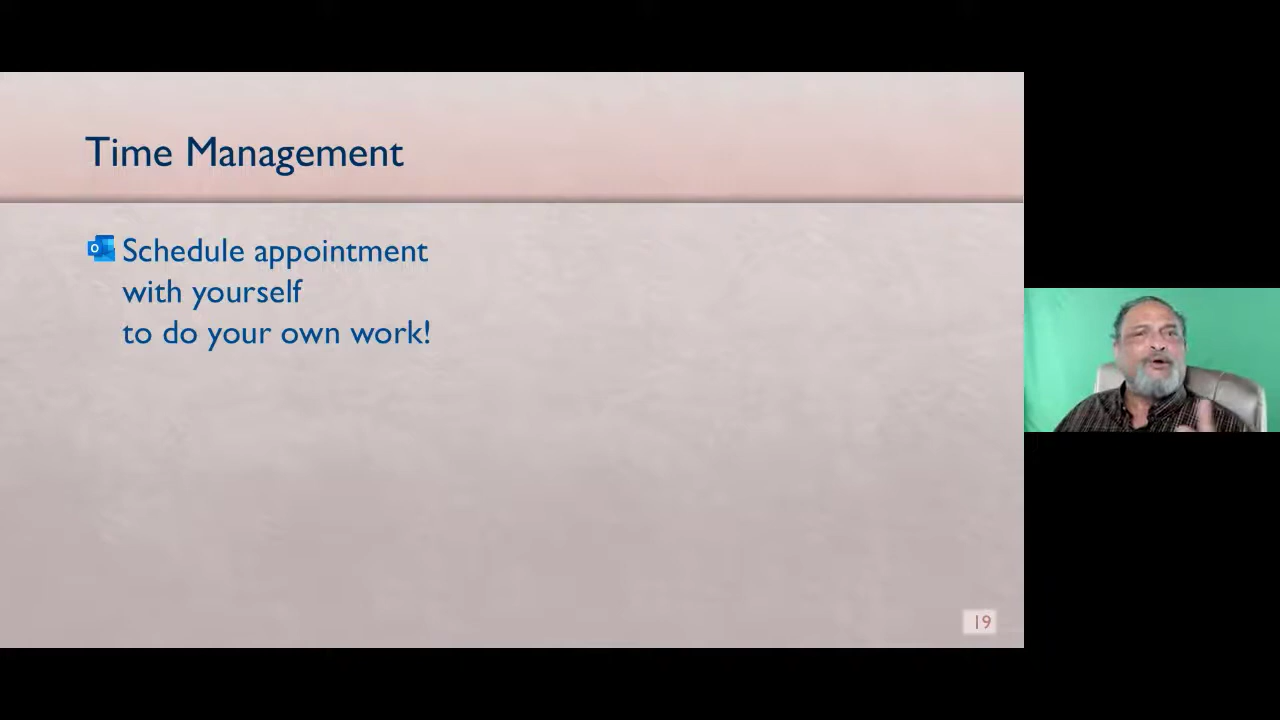 Time Management
Schedule appointment
with yourself
to do your own work!
19